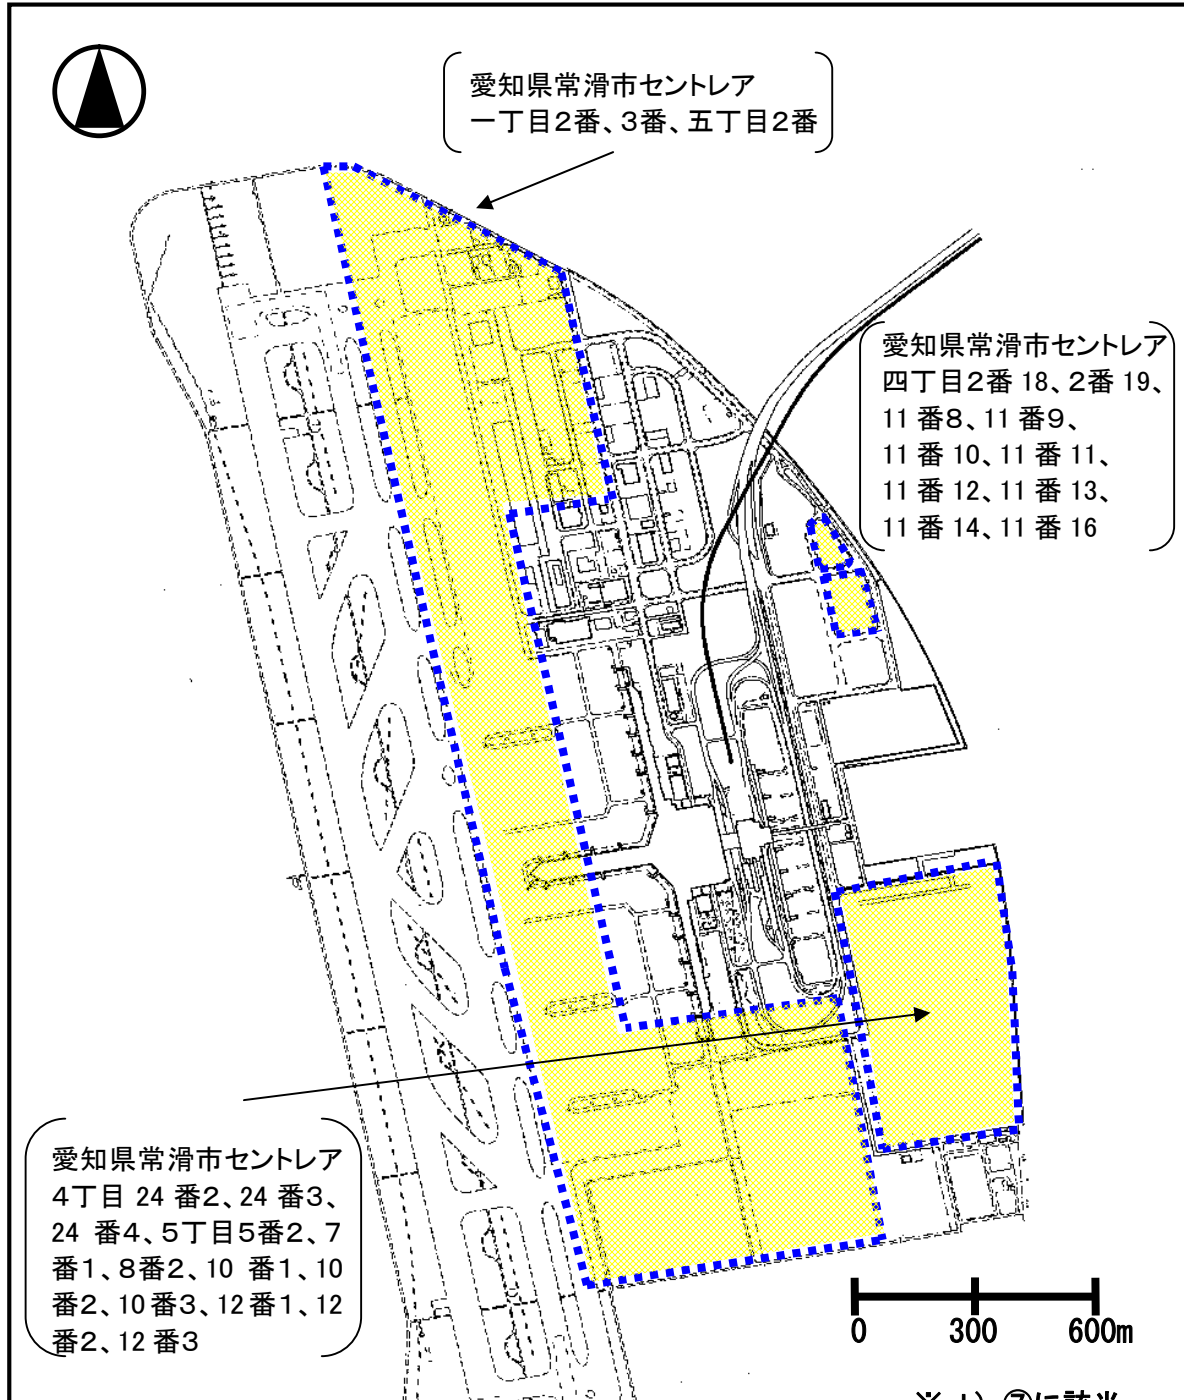 愛知県常滑市セントレア
一丁目2番、3番、五丁目2番
愛知県常滑市セントレア
四丁目2番 18、2番 19、
11 番8、11 番9、
11 番 10、11 番 11、
11 番 12、11 番 13、
11 番 14、11 番 16
愛知県常滑市セントレア
4丁目 24 番2、24 番3、
24 番4、5丁目5番2、7
番1、8番2、10 番1、10
番2、10 番3、12 番1、12
番2、12 番3
0 300 600m